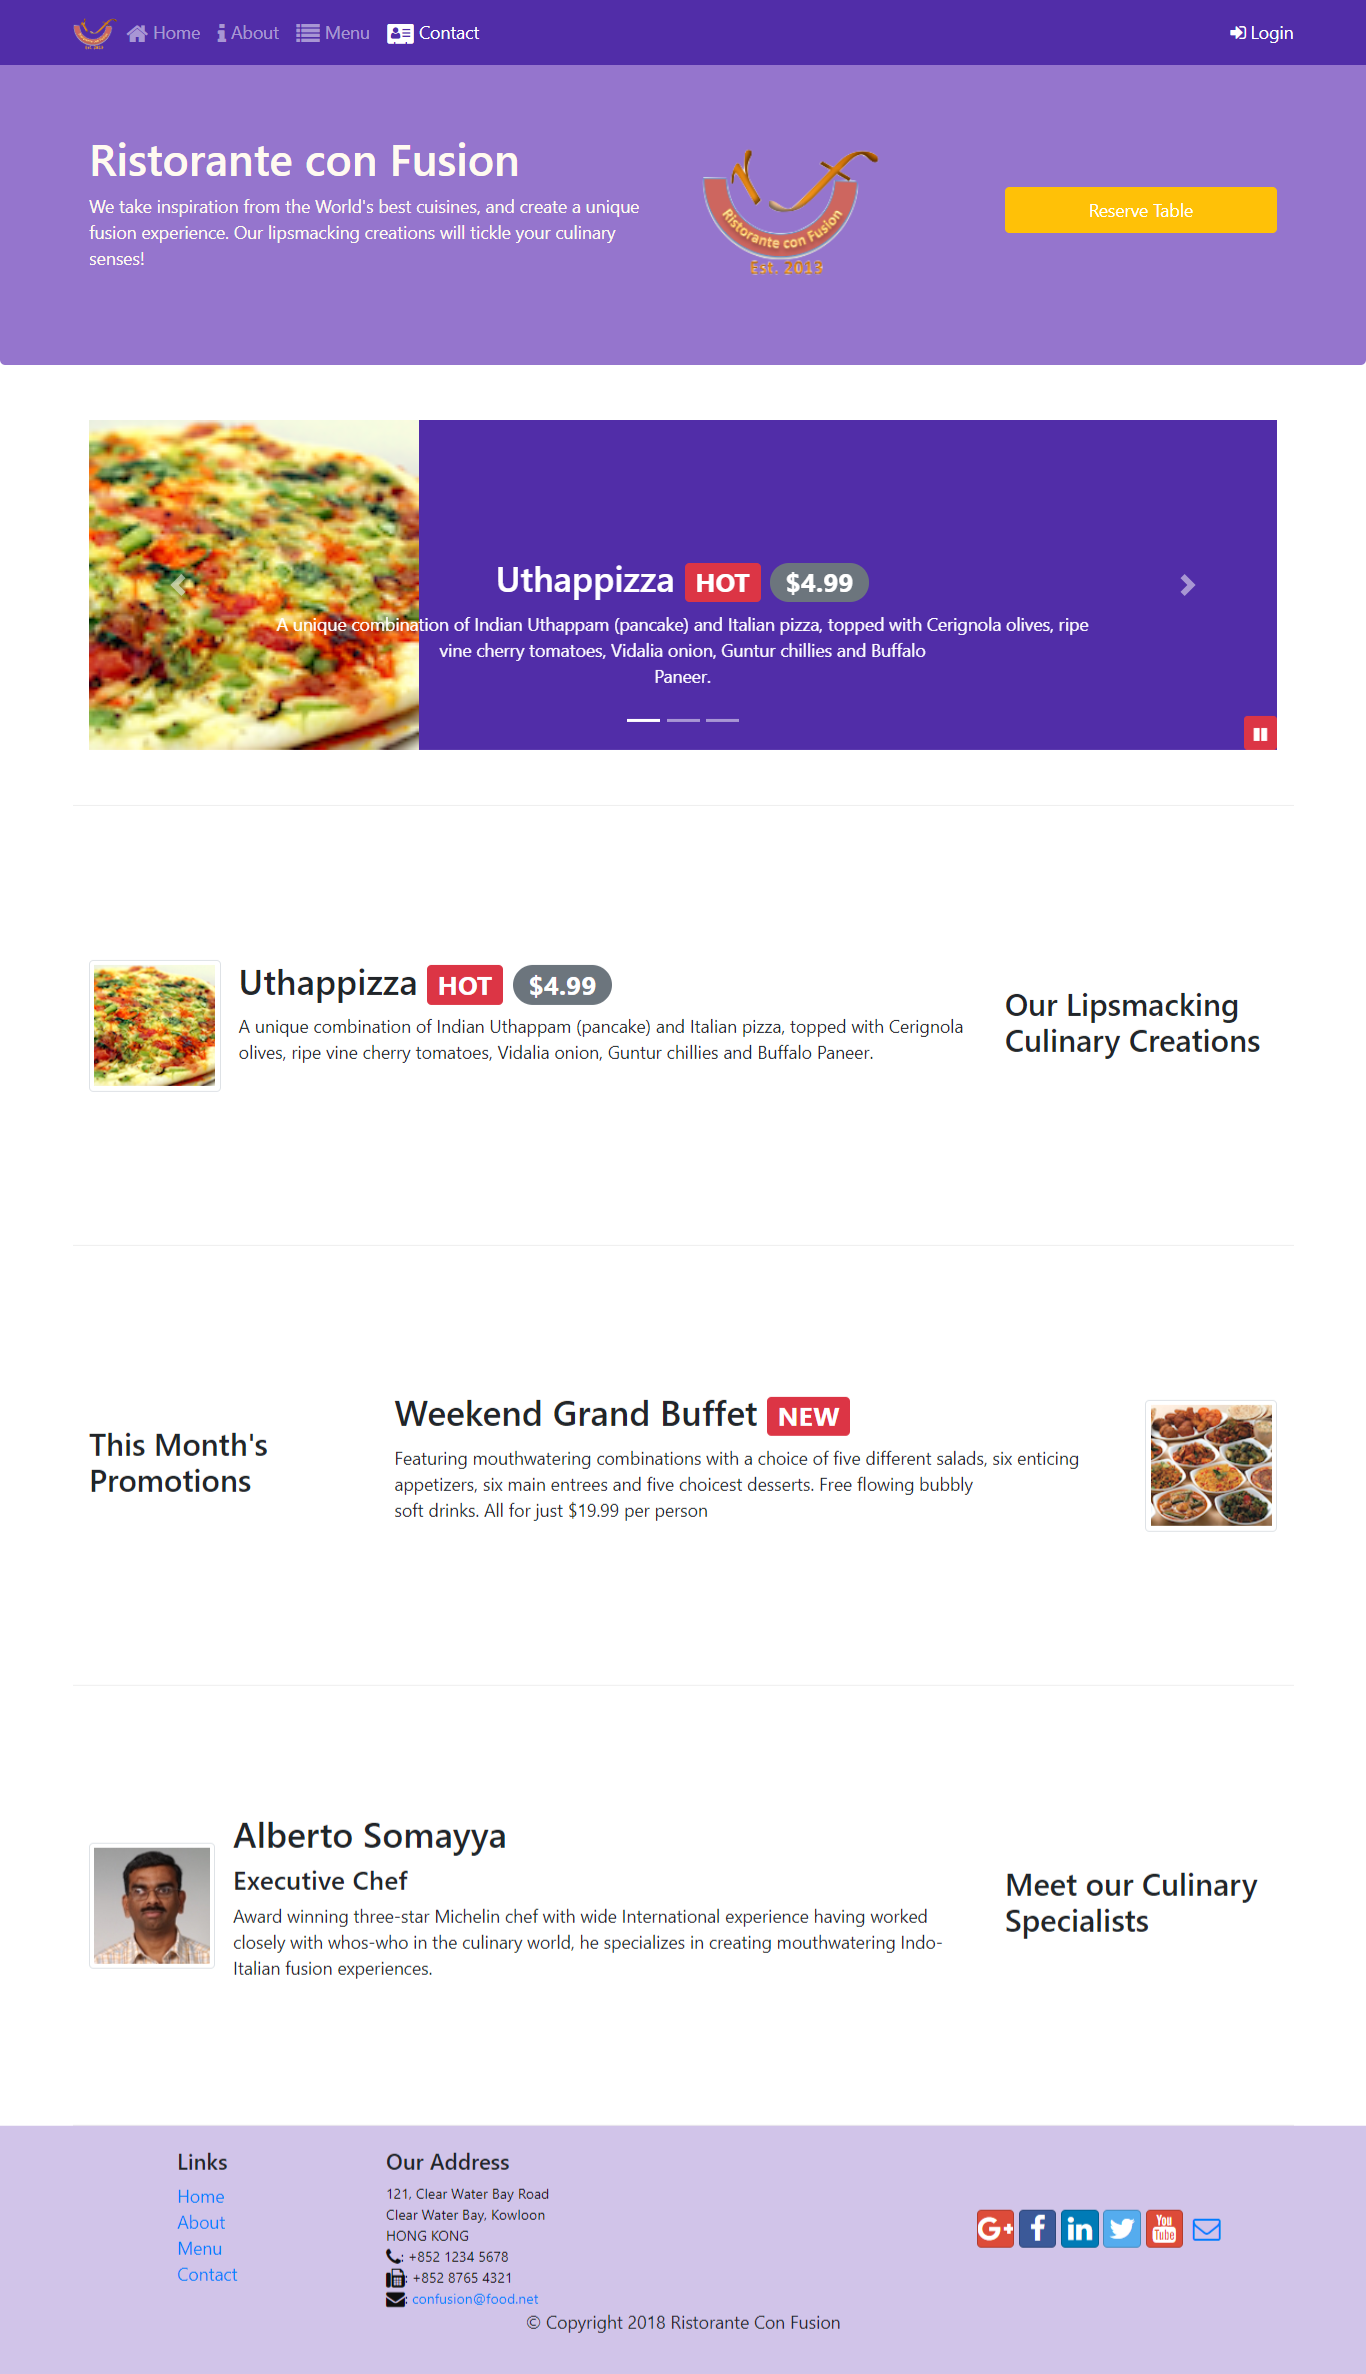 Home About Menu Contact Login
Ristorante con Fusion
We take inspiration from the World's best cuisines, and create a unique
fusion experience. Our lipsmacking creations will tickle your culinary
senses!
Ristorante con Fusion
Est. 2013
Reserve Table
Uthappizza HOT $4.99
A unique combination of Indian Uthappam (pancake) and Italian pizza, topped with Cerignola olives, ripe
vine cherry tomatoes, Vidalia onion, Guntur chillies and Buffalo
Paneer.
Uthappizza HOT $4.99
A unique combination of Indian Uthappam (pancake) and Italian pizza, topped with Cerignola
olives, ripe vine cherry tomatoes, Vidalia onion, Guntur chillies and Buffalo Paneer.
Our Lipsmacking
Culinary Creations
This Month's
Promotions
Weekend Grand Buffet NEW
Featuring mouthwatering combinations with a choice of five different salads, six enticing
appetizers, six main entrees and five choicest desserts. Free flowing bubbly
soft drinks. All for just $19.99 per person
Alberto Somayya
Executive Chef
Award winning three-star Michelin chef with wide International experience having worked
closely with whos-who in the culinary world, he specializes in creating mouthwatering Indo-
Italian fusion experiences.
Meet our Culinary
Specialists
Links
Home
About
Menu
Contact
Our Address
121, Clear Water Bay Road
Clear Water Bay, Kowloon
HONG KONG
: +852 1234 5678
: +852 8765 4321
: confusion@food.net
G+ f in You Tube
© Copyright 2018 Ristorante Con Fusion